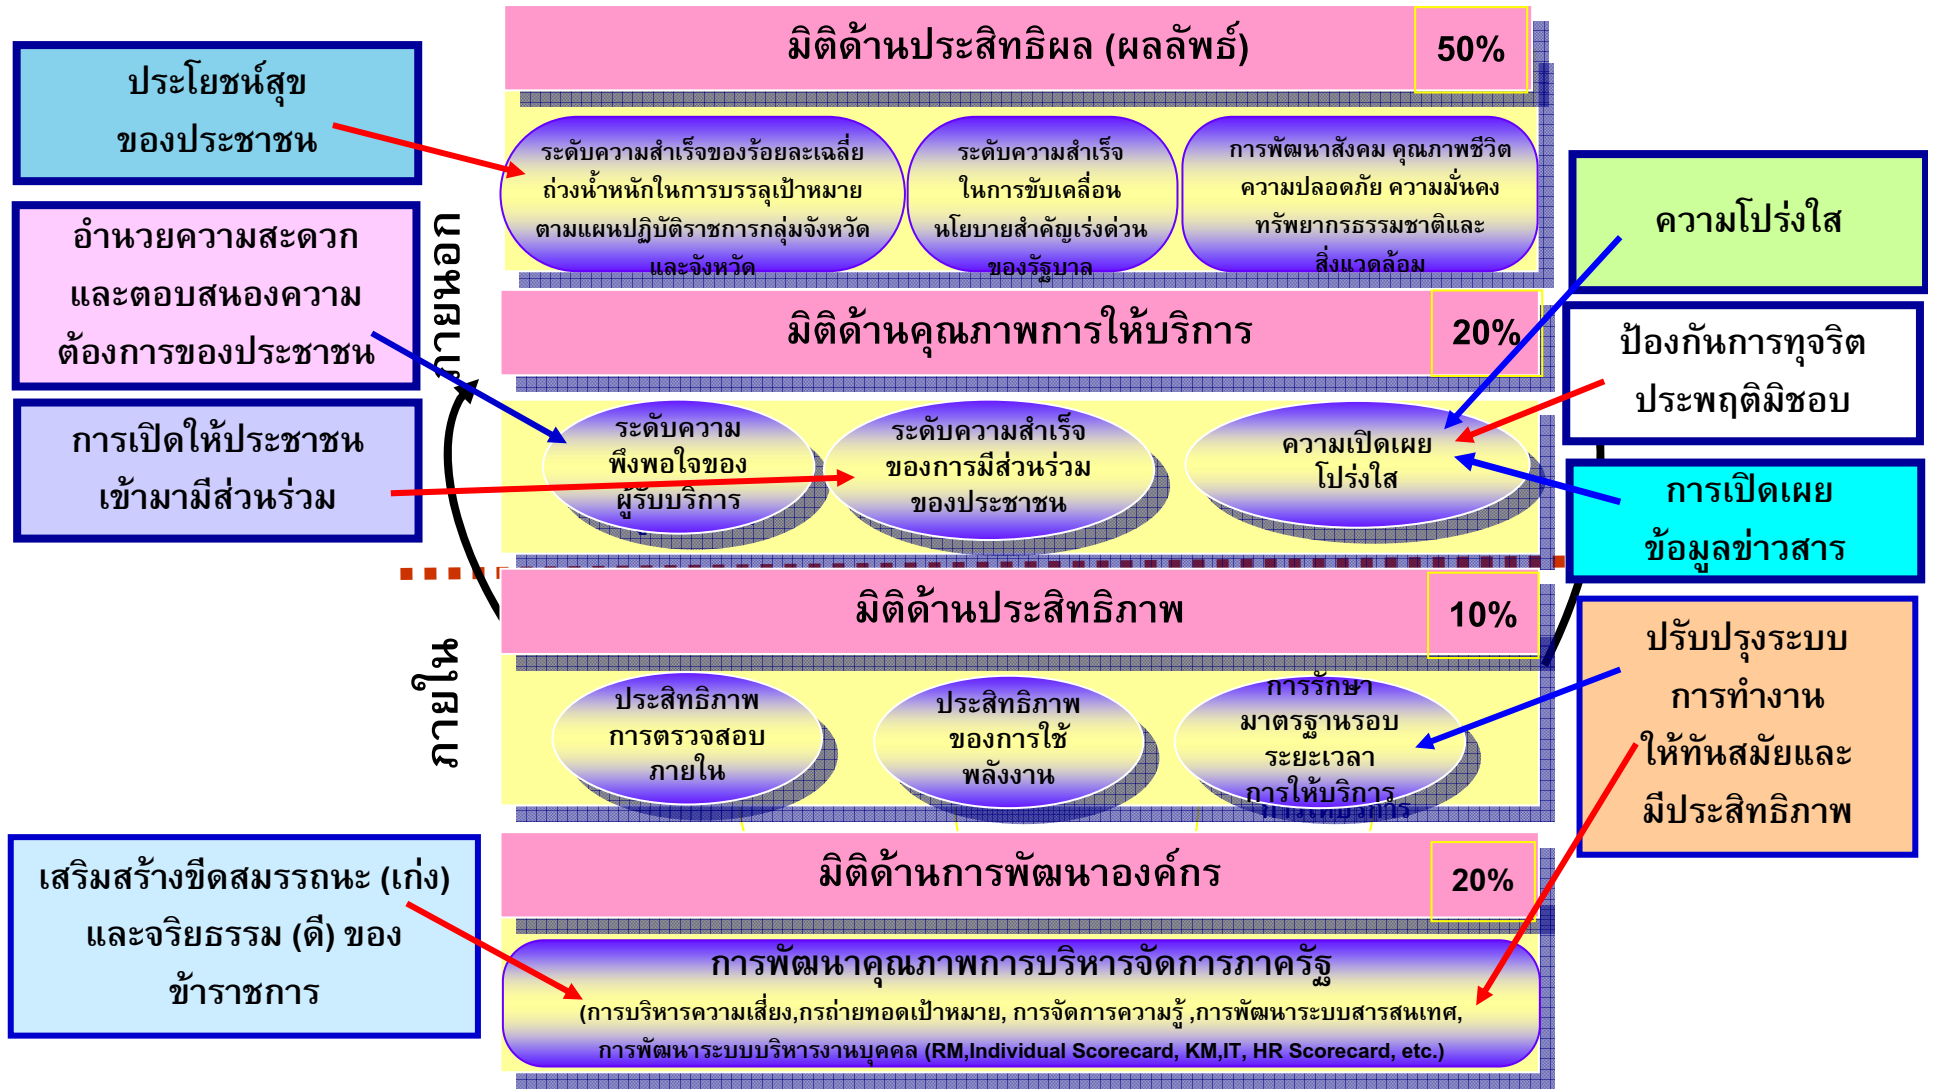 มิติด้านประสิทธิผล (ผลลัพธ์)
50%
ประโยชน์สุข
ของประชาชน
ระดับความสำเร็จของร้อยละเฉลี่ย
ถ่วงน้ำหนักในการบรรลุเป้าหมาย
ตามแผนปฏิบัติราชการกลุ่มจังหวัด
และจังหวัด
ระดับความสำเร็จ
ในการขับเคลื่อน
นโยบายสำคัญเร่งด่วน
ของรัฐบาล
การพัฒนาสังคม คุณภาพชีวิต
ความปลอดภัย ความมั่นคง
ทรัพยากรธรรมชาติและ
สิ่งแวดล้อม
ความโปร่งใส
อำนวยความสะดวก
และตอบสนองความ
ต้องการของประชาชน
ภายนอก
มิติด้านคุณภาพการให้บริการ
20%
ป้องกันการทุจริต
ประพฤติมิชอบ
การเปิดให้ประชาชน
เข้ามามีส่วนร่วม
ระดับความ
พึงพอใจของ
ผู้รับบริการ
ระดับความสำเร็จ
ของการมีส่วนร่วม
ของประชาชน
ความเปิดเผย
โปร่งใส
การเปิดเผย
ข้อมูลข่าวสาร
มิติด้านประสิทธิภาพ
10%
ภายใน
ประสิทธิภาพ
การตรวจสอบ
ภายใน
ประสิทธิภาพ
ของการใช้
พลังงาน
การรักษา
มาตรฐานรอบ
ระยะเวลา
การให้บริการ
ปรับปรุงระบบ
การทำงาน
ให้ทันสมัยและ
มีประสิทธิภาพ
มิติด้านการพัฒนาองค์กร
20%
เสริมสร้างขีดสมรรถนะ (เก่ง)
และจริยธรรม (ดี) ของ
ข้าราชการ
การพัฒนาคุณภาพการบริหารจัดการภาครัฐ
(การบริหารความเสี่ยง,กรถ่ายทอดเป้าหมาย, การจัดการความรู้ ,การพัฒนาระบบสารสนเทศ,
การพัฒนาระบบบริหารงานบุคคล (RM,Individual Scorecard, KM,IT, HR Scorecard, etc.)